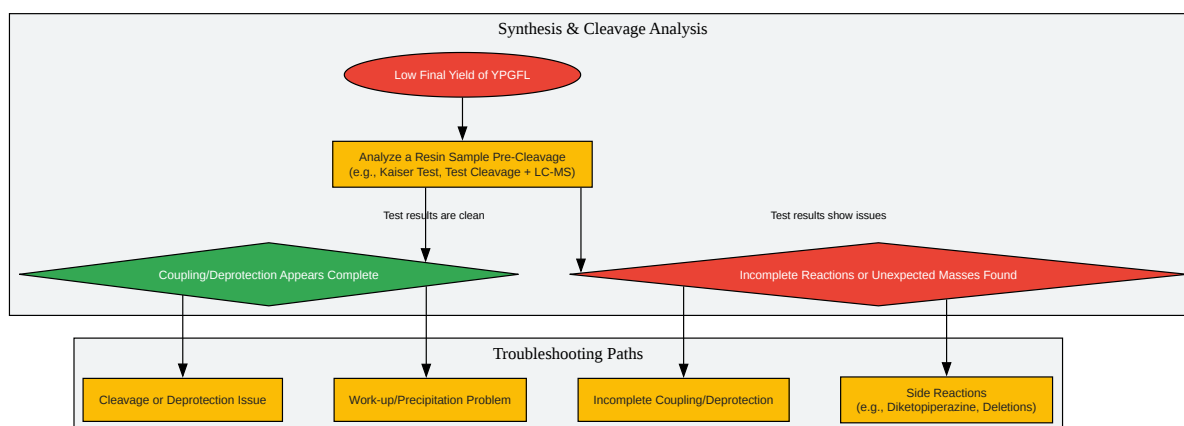 Synthesis & Cleavage Analysis
Low Final Yield of YPGFL
Analyze a Resin Sample Pre-Cleavage
(e.g., Kaiser Test, Test Cleavage + LC-MS)
Test results are clean
Test results show issues
Coupling/Deprotection Appears Complete
Incomplete Reactions or Unexpected Masses Found
Troubleshooting Paths
Cleavage or Deprotection Issue
Work-up/Precipitation Problem
Incomplete Coupling/Deprotection
Side Reactions
(e.g., Diketopiperazine, Deletions)